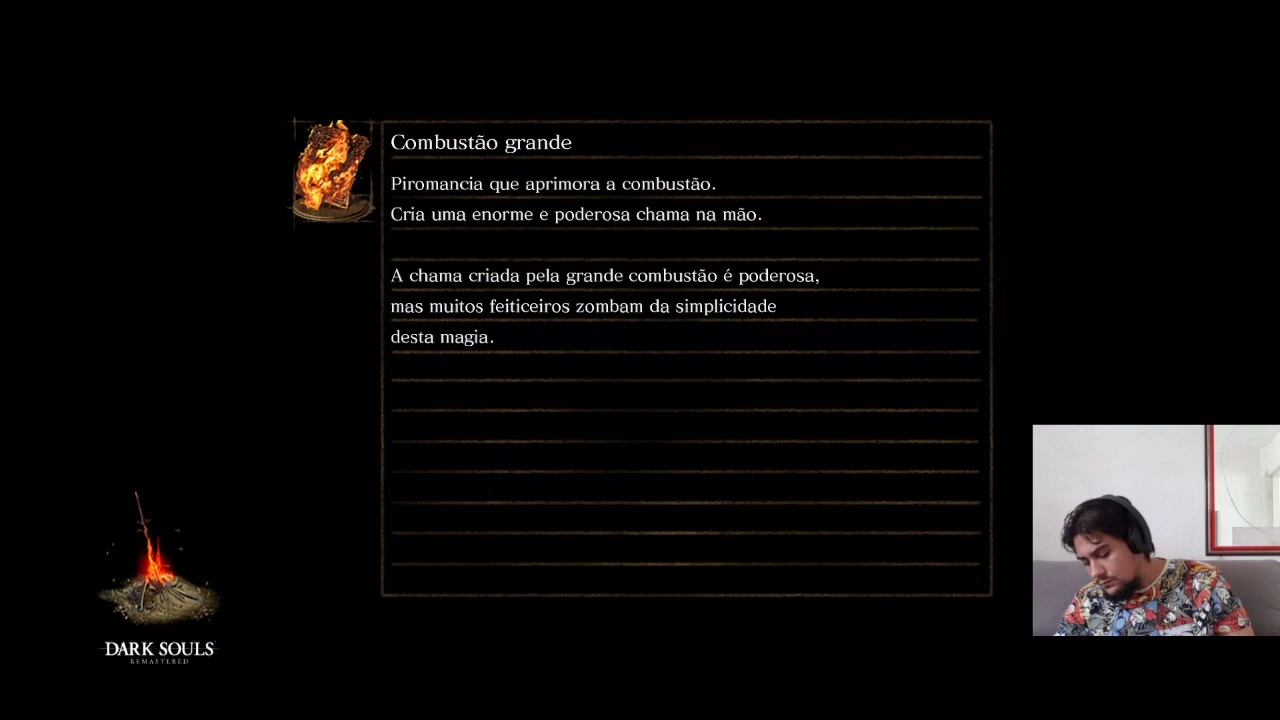 Combustão grande
Piromancia que aprimora a combustão.
Cria uma enorme e poderosa chama na mão.
A chama criada pela grande combustão é poderosa,
mas muitos feiticeiros zombam da simplicidade
desta magia.
DARK SOULS
REMASTERED